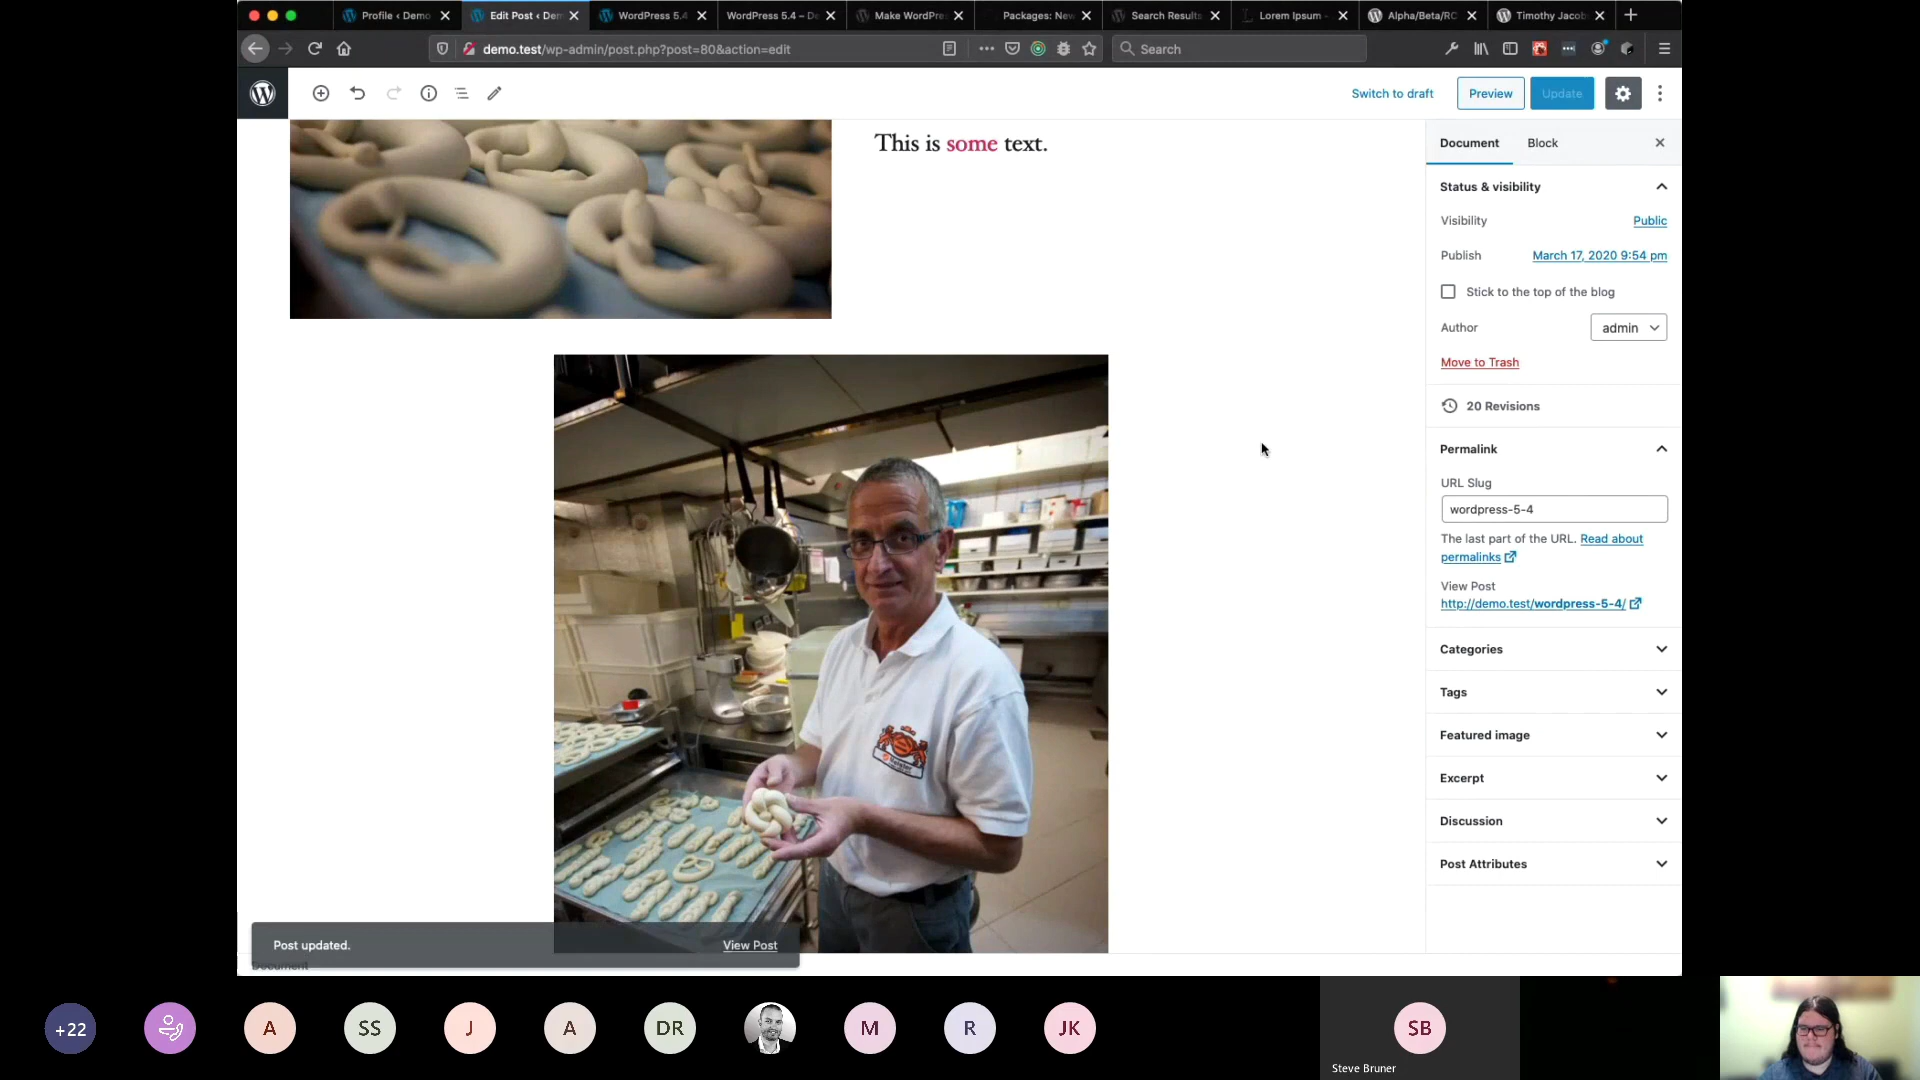 Profile ‹ Demo
Edit Post ‹ Dem
WordPress 5.4
WordPress 5.4 – De
Make WordPre
Packages: New
Search Results
Lorem Ipsum -
Alpha/Beta/RC
Timothy Jacob
demo.test/wp-admin/post.php?post=80&action=edit
Search
Switch to draft
Preview
Update
This is some text.
Document
Block
Status & visibility
Visibility
Public
Publish
March 17, 2020 9:54 pm
Stick to the top of the blog
Author
admin
Move to Trash
20 Revisions
Permalink
URL Slug
wordpress-5-4
The last part of the URL. Read about
permalinks
View Post
http://demo.test/wordpress-5-4/
Categories
Tags
Featured image
Excerpt
Discussion
Post Attributes
Post updated.
View Post
Document
+22
A
SS
J
A
DR
M
R
JK
SB
Steve Bruner